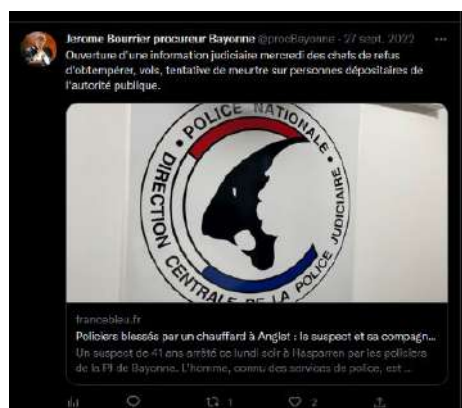 Jerome Bourrier procureur Bayonne @procBayonne · 27 sept. 2022
Ouverture d'une information judiciaire mercredi des chefs de refus
d'obtempérer, vols, tentative de meurtre sur personnes dépositaires de
l'autorité publique.
• POLICE NATIONALE •
DIRECTION CENTRALE DE LA POLICE JUDICIAIRE
francebleu.fr
Policiers blessés par un chauffard à Anglet : le suspect et sa compagn...
Un suspect de 41 ans arrêté ce lundi soir à Hasparren par les policiers
de la PJ de Bayonne. L'homme, connu des services de police, est ...
1
2